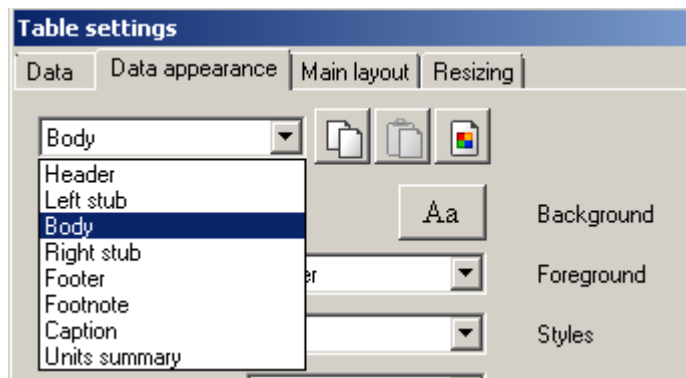 Table settings
Data Data appearance Main layout Resizing
Body
Header
Left stub
Body
Right stub
Footer
Footnote
Caption
Units summary
Aa Background
Foreground
Styles